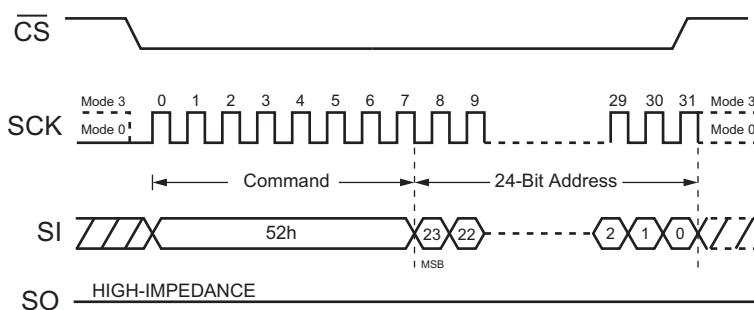 CS
Mode 3
0 1 2 3 4 5 6 7 8 9 29 30 31
Mode 3
SCK
Mode 0
Mode 0
Command
24-Bit Address
SI
52h
23 22 2 1 0
MSB
SO
HIGH-IMPEDANCE